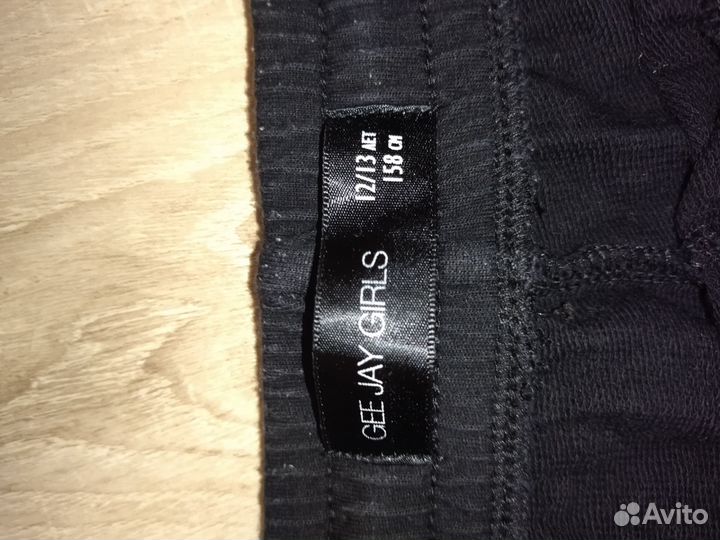 GEE JAY GIRLS
12/13 ЛЕТ
158 СМ
Avito